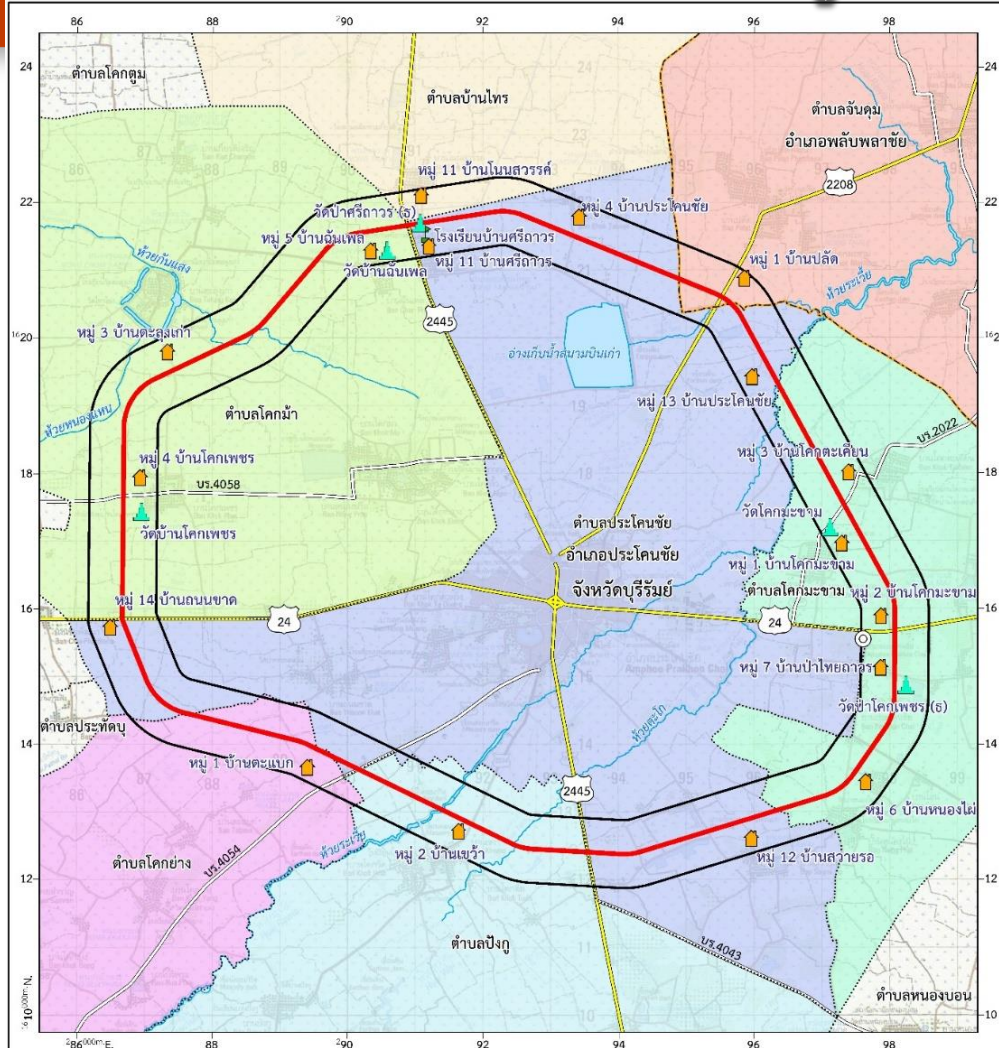 86 88 ²90 92 94 96 98
24 24
ตำบลโคกตูม
ตำบลบ้านไทร
ตำบลจันดุม
อำเภอพลับพลาชัย
2208
หมู่ 11 บ้านโนนสวรรค์
22 22
วัดป่าศรีถาวร (ธ)
หมู่ 4 บ้านประโคนชัย
หมู่ 5 บ้านฉันเพล
โรงเรียนบ้านศรีถาวร
หมู่ 11 บ้านศรีถาวร
วัดบ้านฉันเพล
หมู่ 1 บ้านปลัด
ห้วยระเวีย
2445
หมู่ 3 บ้านตะลุงเก่า
¹⁶20 ¹⁶20
อ่างเก็บน้ำสนามบินเก่า
หมู่ 13 บ้านประโคนชัย
ห้วยหนองแหน
ตำบลโคกม้า
บร.2022
หมู่ 4 บ้านโคกเพชร
หมู่ 3 บ้านโคกตะเคียน
18 18
บร.4058
วัดบ้านโคกเพชร
ตำบลประโคนชัย
วัดโคกมะขาม
อำเภอประโคนชัย
หมู่ 1 บ้านโคกมะขาม
จังหวัดบุรีรัมย์
ตำบลโคกมะขาม
หมู่ 2 บ้านโคกมะขาม
หมู่ 14 บ้านถนนขาด
16 16
24 24
หมู่ 7 บ้านป่าไทยถาวร
วัดป่าโคกเพชร (ธ)
ตำบลประทัดบุ
14 14
หมู่ 1 บ้านตะแบก
2445
หมู่ 6 บ้านหนองไผ่
หมู่ 2 บ้านเขว้า
หมู่ 12 บ้านสวายรอ
ตำบลโคกย่าง
บร.4054
12 12
ตำบลปังกู
บร.4043
ตำบลหนองบอน
¹⁶10⁰⁰⁰ᵐ·N. 10
²86⁰⁰⁰ᵐ·E. 88 ²90 92 94 96 98